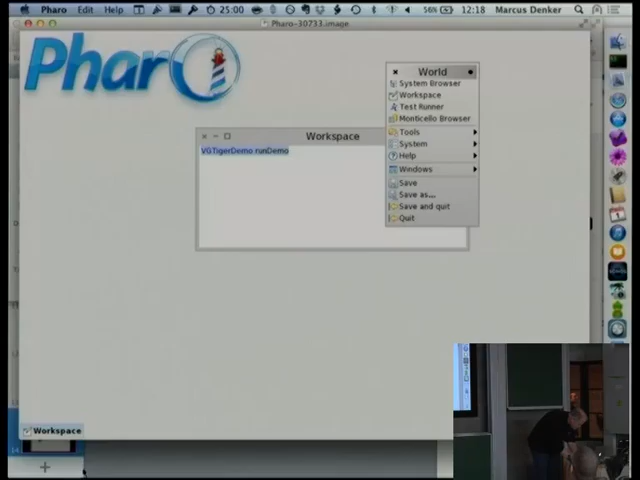 Pharo Edit Help 25:00 56% 12:18 Marcus Denker
Pharo-30733.image
Pharo
World
System Browser
Workspace
Test Runner
Monticello Browser
Tools
System
Help
Windows
Save
Save as...
Save and quit
Quit
Workspace
VGTigerDemo runDemo
Workspace